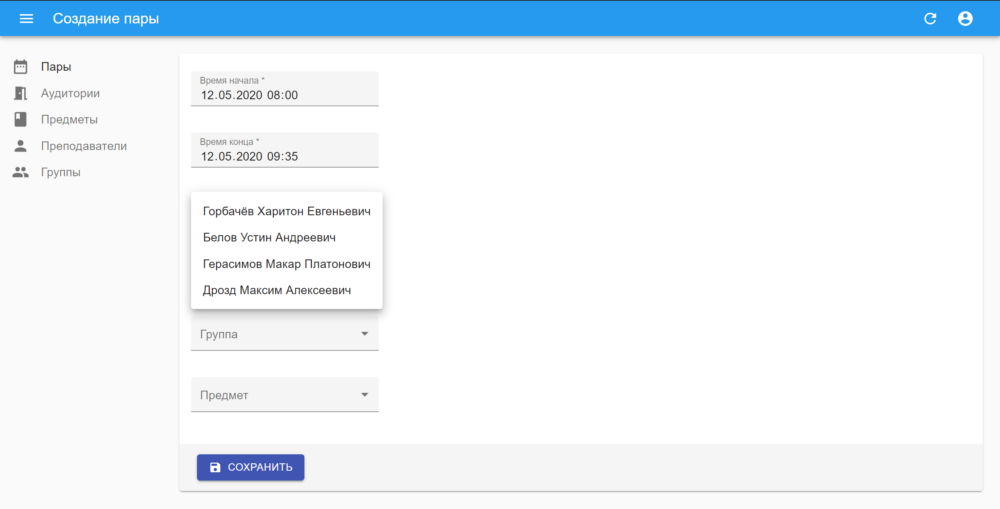 Создание пары
Пары
Аудитории
Предметы
Преподаватели
Группы
Время начала *
12.05.2020 08:00
Время конца *
12.05.2020 09:35
Горбачёв Харитон Евгеньевич
Белов Устин Андреевич
Герасимов Макар Платонович
Дрозд Максим Алексеевич
Группа
Предмет
СОХРАНИТЬ